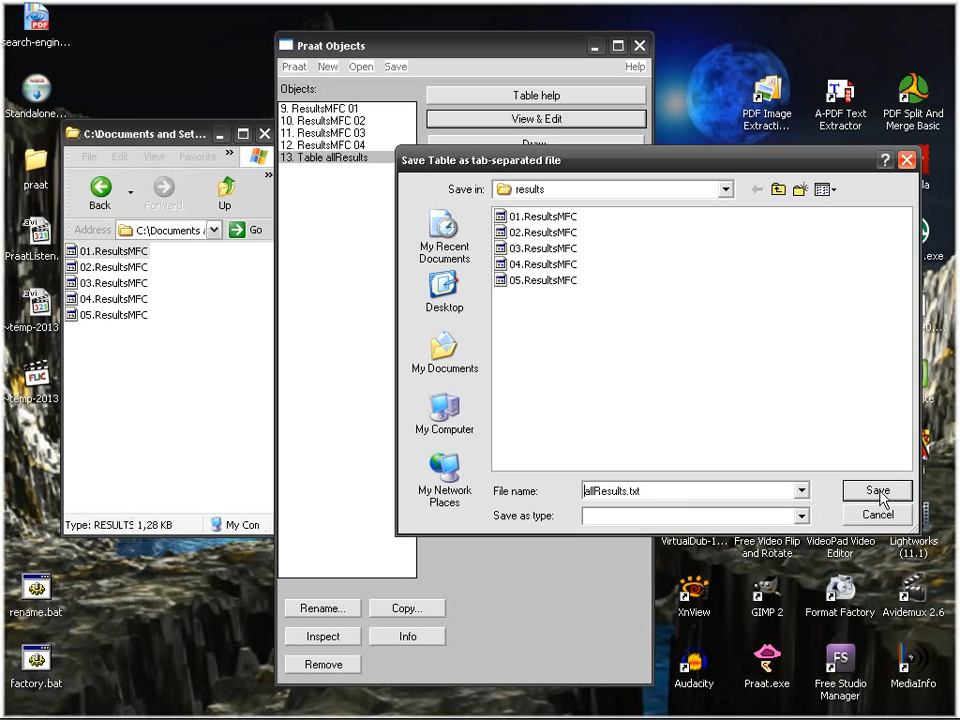 search-engin...
Standalone...
praat
PraatListen.
~temp-2013
~temp-2013
rename.bat
factory.bat
C:\Documents and Set...
File Edit View Favorite »
Back
Forward
Up
»
Address C:\Documents a Go
01.ResultsMFC
02.ResultsMFC
03.ResultsMFC
04.ResultsMFC
05.ResultsMFC
Type: RESULTS 1,28 KB My Con
Praat Objects
Praat New Open Save Help
Objects:
9. ResultsMFC 01
10. ResultsMFC 02
11. ResultsMFC 03
12. ResultsMFC 04
13. Table allResults
Table help
View & Edit
Draw
Rename...
Copy...
Inspect
Info
Remove
Save Table as tab-separated file
Save in: results
My Recent
Documents
Desktop
My Documents
My Computer
My Network
Places
01.ResultsMFC
02.ResultsMFC
03.ResultsMFC
04.ResultsMFC
05.ResultsMFC
File name: allResults.txt
Save
Save as type:
Cancel
PDF Image
Extracti...
A-PDF Text
Extractor
PDF Split And
Merge Basic
.exe
VirtualDub-1...
Free Video Flip
and Rotate
VideoPad Video
Editor
Lightworks
(11.1)
XnView
GIMP 2
Format Factory
Avidemux 2.6
Audacity
Praat.exe
FS
Free Studio
Manager
MediaInfo